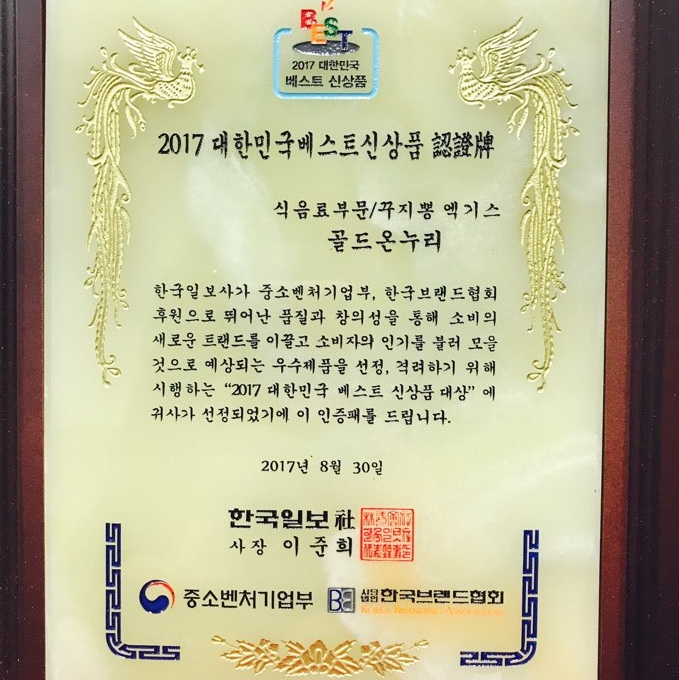 BEST
2017 대한민국
베스트 신상품
2017 대한민국베스트신상품 認證牌
식음료부문/꾸지뽕 엑기스
골드온누리
한국일보사가 중소벤처기업부, 한국브랜드협회
후원으로 뛰어난 품질과 창의성을 통해 소비의
새로운 트랜드를 이끌고 소비자의 인기를 불러 모을
것으로 예상되는 우수제품을 선정, 격려하기 위해
시행하는 “2017 대한민국 베스트 신상품 대상” 에
귀사가 선정되었기에 이 인증패를 드립니다.
2017년 8월 30일
한국일보社
사장 이준희
중소벤처기업부
사단법인 한국브랜드협회
KOREA BRANDING ASSOCIATION